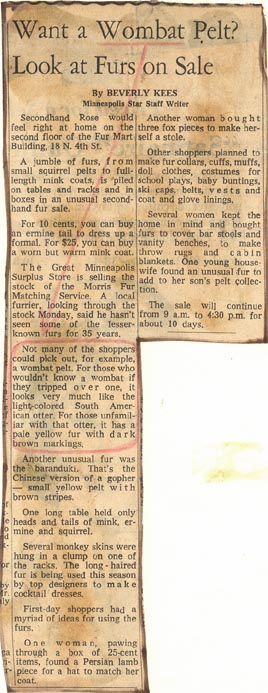 Want a Wombat Pelt?
Look at Furs on Sale
By BEVERLY KEES
Minneapolis Star Staff Writer
Secondhand Rose would
feel right at home on the
second floor of the Fur Mart
Building, 18 N. 4th St.
A jumble of furs, from
small squirrel pelts to full-
length mink coats, is piled
on tables and racks and in
boxes in an unusual second-
hand fur sale.
For 10 cents, you can buy
an ermine tail to dress up a
formal. For $25, you can buy
a worn but warm mink coat.
The Great Minneapolis
Surplus Store is selling the
stock of the Morris Fur
Matching Service. A local
furrier, looking through the
stock Monday, said he hasn't
seen some of the lesser-
known furs for 35 years.
Not many of the shoppers
could pick out, for example,
a wombat pelt. For those who
wouldn't know a wombat if
they tripped over one, it
looks very much like the
light-colored South Amer-
ican otter. For those unfamil-
iar with that otter, it has a
pale yellow fur with dark
brown markings.
Another unusual fur was
the baranduki. That's the
Chinese version of a gopher
— small yellow pelt with
brown stripes.
One long table held only
heads and tails of mink, er-
mine and squirrel.
Several monkey skins were
hung in a clump on one of
the racks. The long-haired
fur is being used this season
by top designers to make
cocktail dresses.
First-day shoppers had a
myriad of ideas for using the
furs.
One woman, pawing
through a box of 25-cent
items, found a Persian lamb
piece for a hat to match her
coat.
Another woman bought
three fox pieces to make her-
self a stole.
Other shoppers planned to
make fur collars, cuffs, muffs,
doll clothes, costumes for
school plays, baby buntings,
ski caps, belts, vests and
coat and glove linings.
Several women kept the
home in mind and bought
furs to cover bar stools and
vanity benches, to make
throw rugs and cabin
blankets. One young house-
wife found an unusual fur to
add to her son's pelt collec-
tion.
The sale will continue
from 9 a.m. to 4:30 p.m. for
about 10 days.